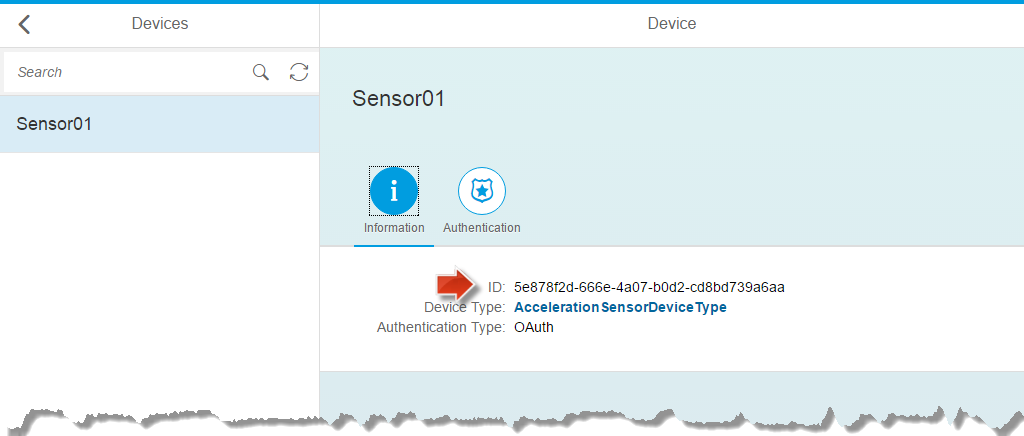 Devices
Device
Search
Sensor01
Sensor01
i
Information
Authentication
ID: 5e878f2d-666e-4a07-b0d2-cd8bd739a6aa
Device Type: AccelerationSensorDeviceType
Authentication Type: OAuth